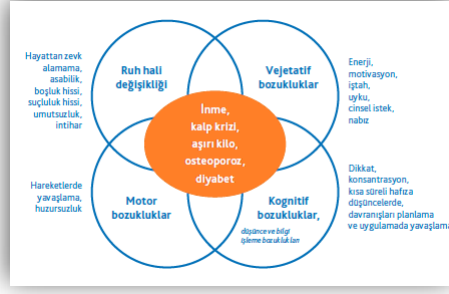 Hayattan zevk
alamama,
asabilik,
boşluk hissi,
suçluluk hissi,
umutsuzluk,
intihar
Ruh hali
değişikliği
Vejetatif
bozukluklar
Enerji,
motivasyon,
iştah,
uyku,
cinsel istek,
nabız
İnme,
kalp krizi,
aşırı kilo,
osteoporoz,
diyabet
Hareketlerde
yavaşlama,
huzursuzluk
Motor
bozukluklar
Kognitif
bozukluklar,
düşünce ve bilgi
işleme bozuklukları
Dikkat,
konsantrasyon,
kısa süreli hafıza
düşüncelerde,
davranışları planlama
ve uygulamada yavaşlama